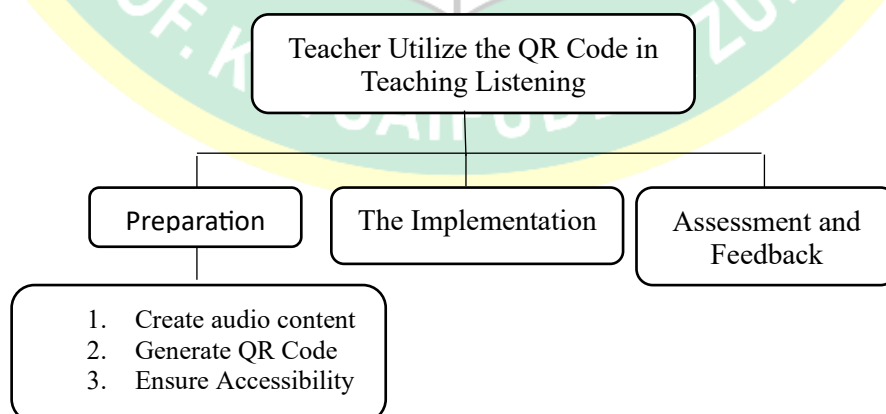 Teacher Utilize the QR Code in
Teaching Listening
Preparation
The Implementation
Assessment and
Feedback
1. Create audio content
2. Generate QR Code
3. Ensure Accessibility